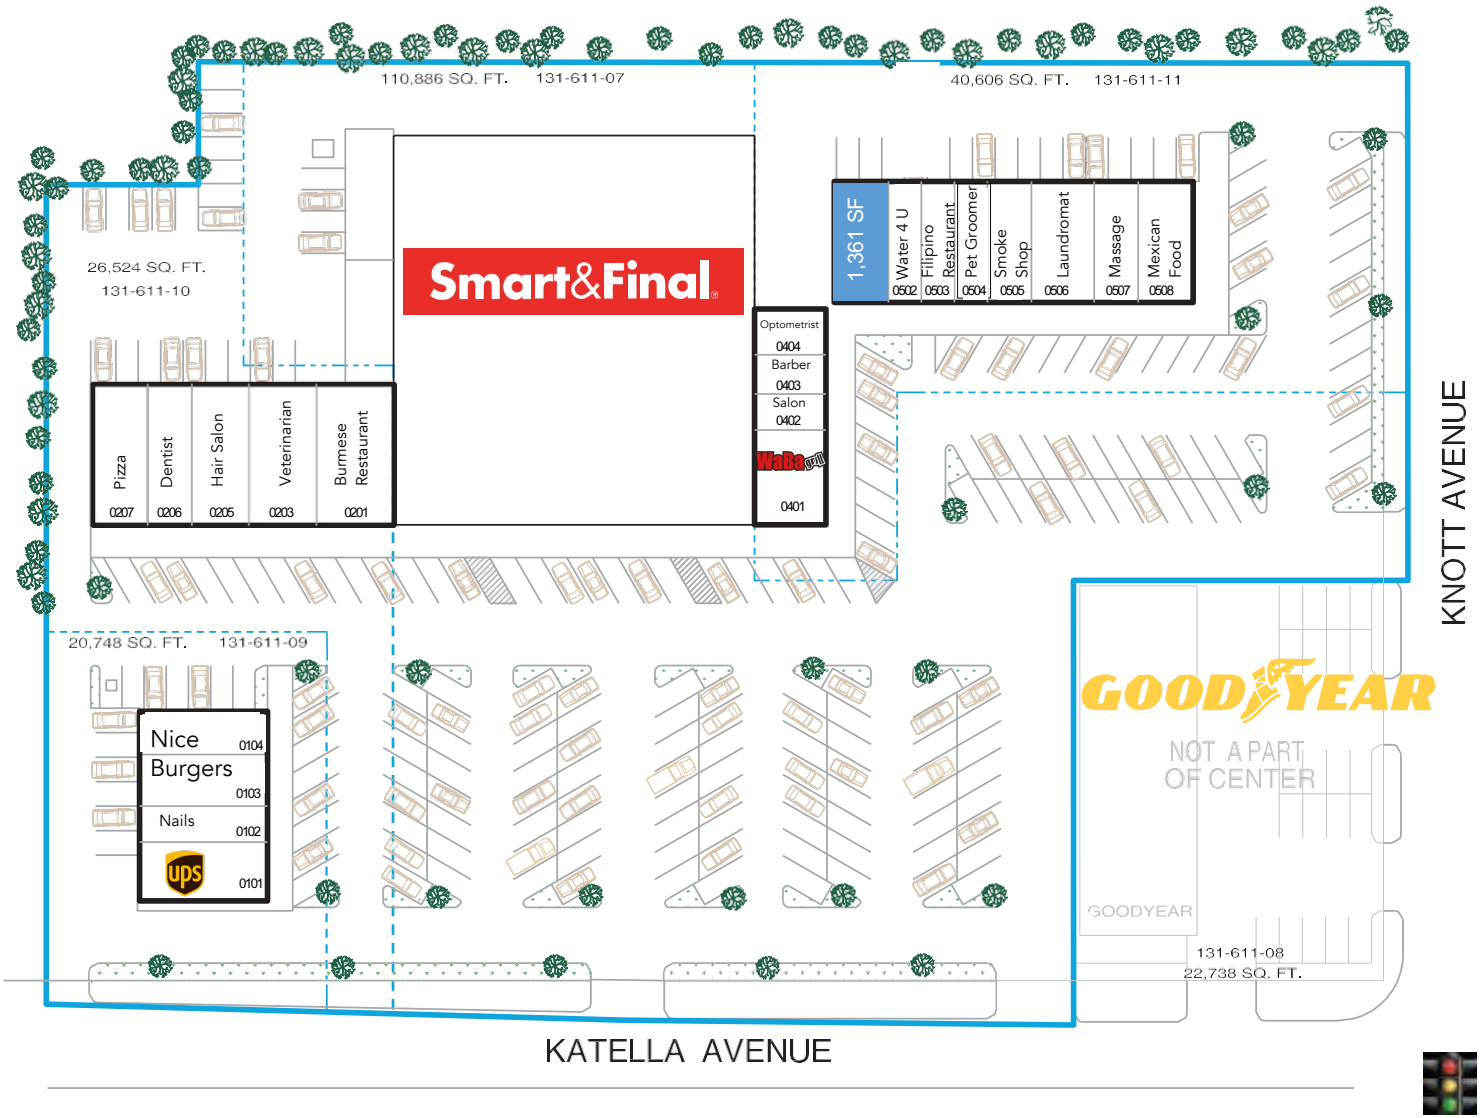 110,886 SQ. FT. 131-611-07
40,606 SQ. FT. 131-611-11
26,524 SQ. FT.
131-611-10
Smart&Final®
1,361 SF
Water 4 U
0502
Filipino
Restaurant
0503
Pet Groomer
0504
Smoke
Shop
0505
Laundromat
0506
Massage
0507
Mexican
Food
0508
Optometrist
0404
Barber
0403
Salon
0402
WaBa grill
0401
Pizza
0207
Dentist
0206
Hair Salon
0205
Veterinarian
0203
Burmese
Restaurant
0201
KNOTT AVENUE
20,748 SQ. FT. 131-611-09
Nice
0104
Burgers
0103
Nails
0102
ups
0101
GOODYEAR
NOT A PART
OF CENTER
GOODYEAR
131-611-08
22,738 SQ. FT.
KATELLA AVENUE